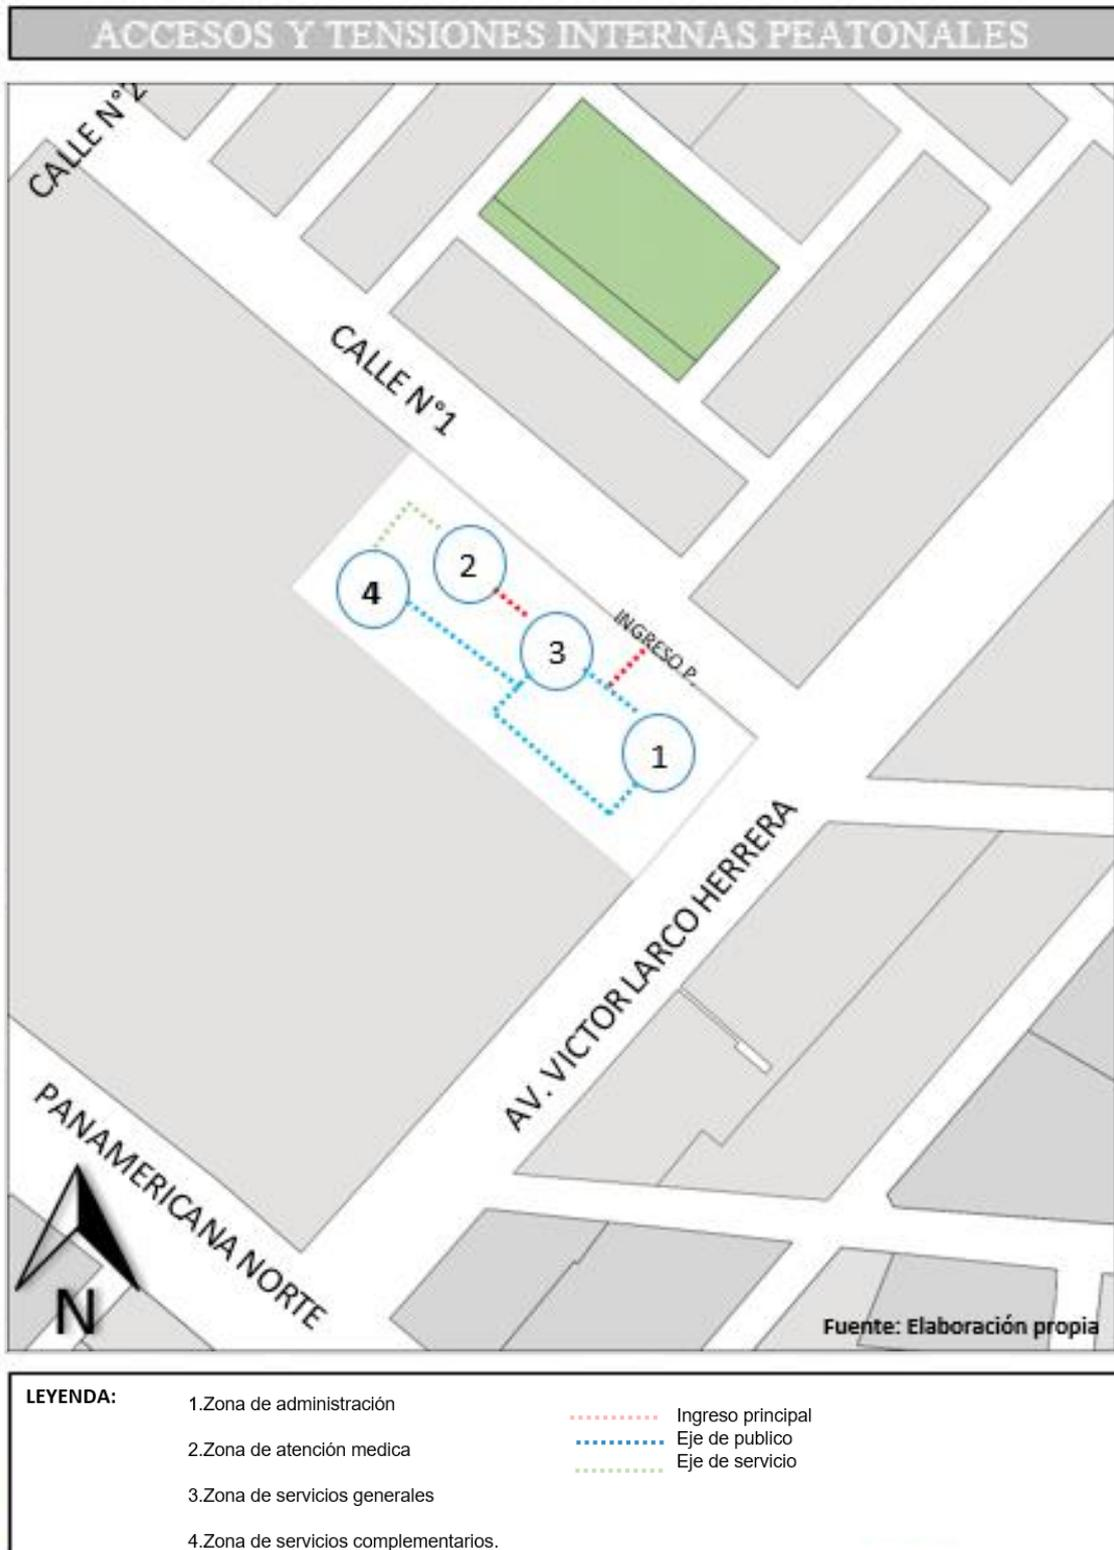 ACCESOS Y TENSIONES INTERNAS PEATONALES
CALLE N°2
CALLE N°1
2
4
INGRESO P.
3
1
AV. VICTOR LARCO HERRERA
PANAMERICANA NORTE
N
Fuente: Elaboración propia
LEYENDA:
1.Zona de administración
2.Zona de atención medica
3.Zona de servicios generales
4.Zona de servicios complementarios.
Ingreso principal
Eje de publico
Eje de servicio